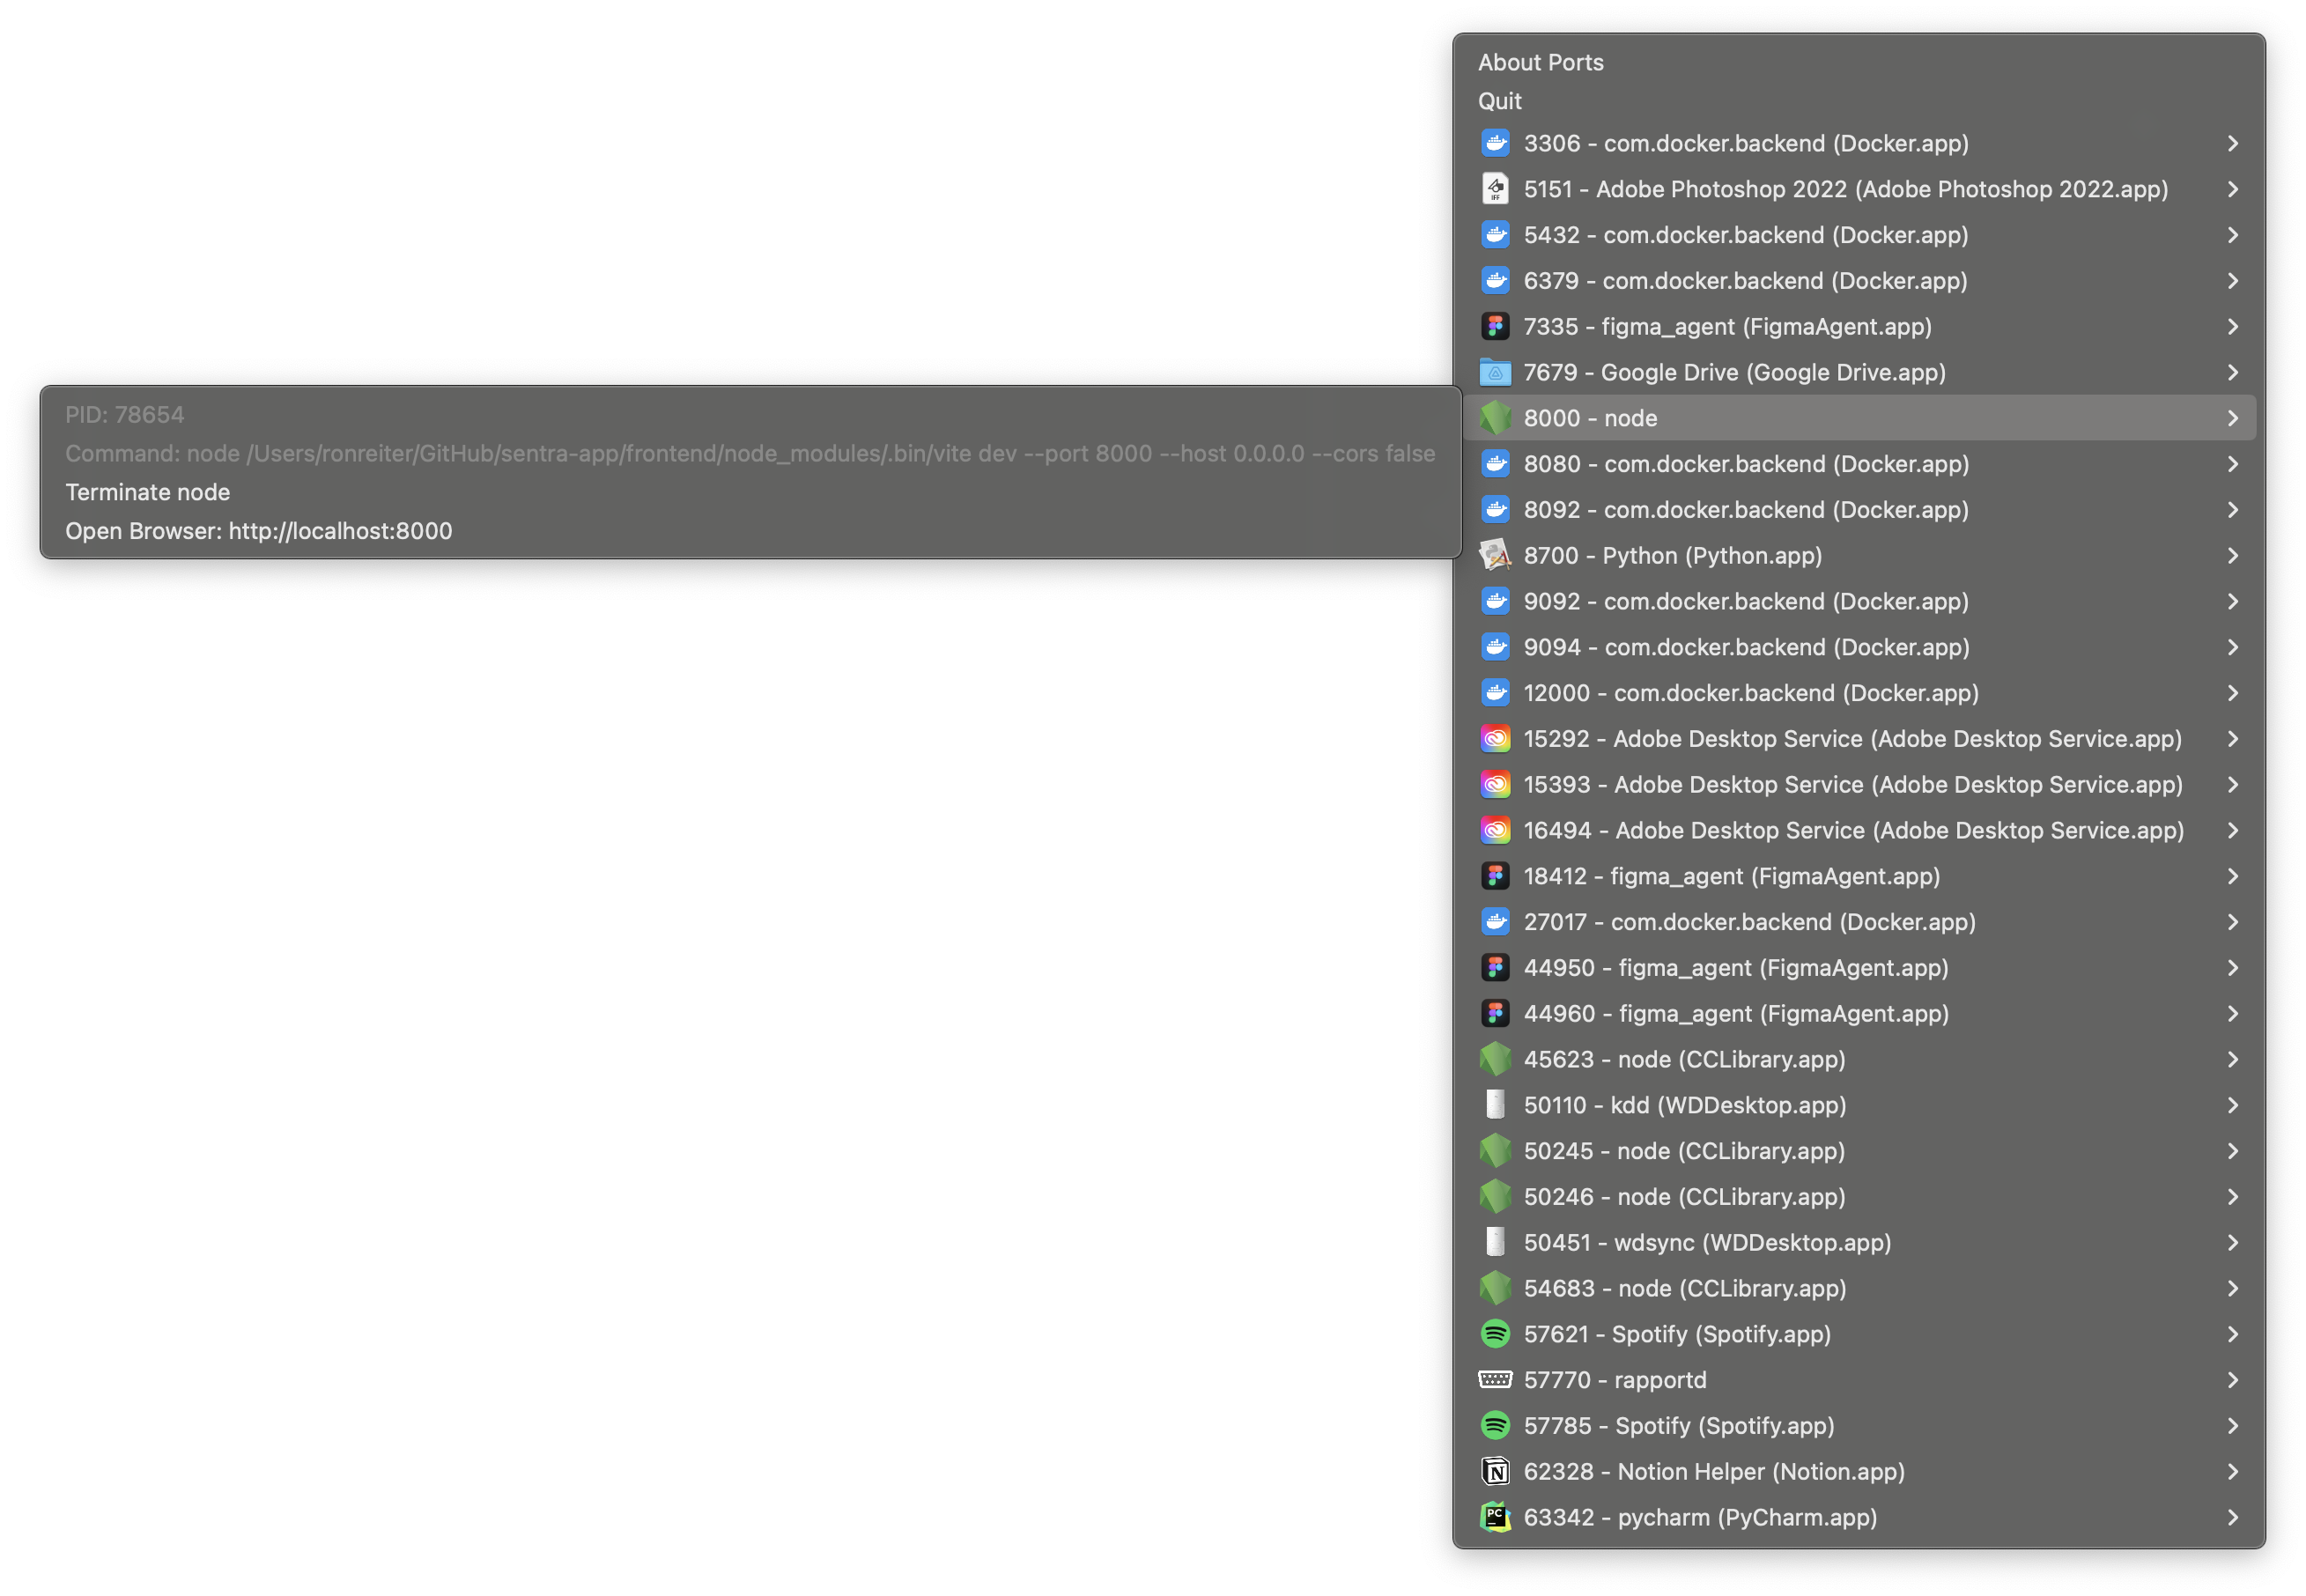 About Ports
Quit
3306 - com.docker.backend (Docker.app)
IFF
5151 - Adobe Photoshop 2022 (Adobe Photoshop 2022.app)
5432 - com.docker.backend (Docker.app)
6379 - com.docker.backend (Docker.app)
7335 - figma_agent (FigmaAgent.app)
7679 - Google Drive (Google Drive.app)
8000 - node
PID: 78654
Command: node /Users/ronreiter/GitHub/sentra-app/frontend/node_modules/.bin/vite dev --port 8000 --host 0.0.0.0 --cors false
Terminate node
Open Browser: http://localhost:8000
8080 - com.docker.backend (Docker.app)
8092 - com.docker.backend (Docker.app)
8700 - Python (Python.app)
9092 - com.docker.backend (Docker.app)
9094 - com.docker.backend (Docker.app)
12000 - com.docker.backend (Docker.app)
15292 - Adobe Desktop Service (Adobe Desktop Service.app)
15393 - Adobe Desktop Service (Adobe Desktop Service.app)
16494 - Adobe Desktop Service (Adobe Desktop Service.app)
18412 - figma_agent (FigmaAgent.app)
27017 - com.docker.backend (Docker.app)
44950 - figma_agent (FigmaAgent.app)
44960 - figma_agent (FigmaAgent.app)
45623 - node (CCLibrary.app)
50110 - kdd (WDDesktop.app)
50245 - node (CCLibrary.app)
50246 - node (CCLibrary.app)
50451 - wdsync (WDDesktop.app)
54683 - node (CCLibrary.app)
57621 - Spotify (Spotify.app)
57770 - rapportd
57785 - Spotify (Spotify.app)
N
62328 - Notion Helper (Notion.app)
PC
63342 - pycharm (PyCharm.app)